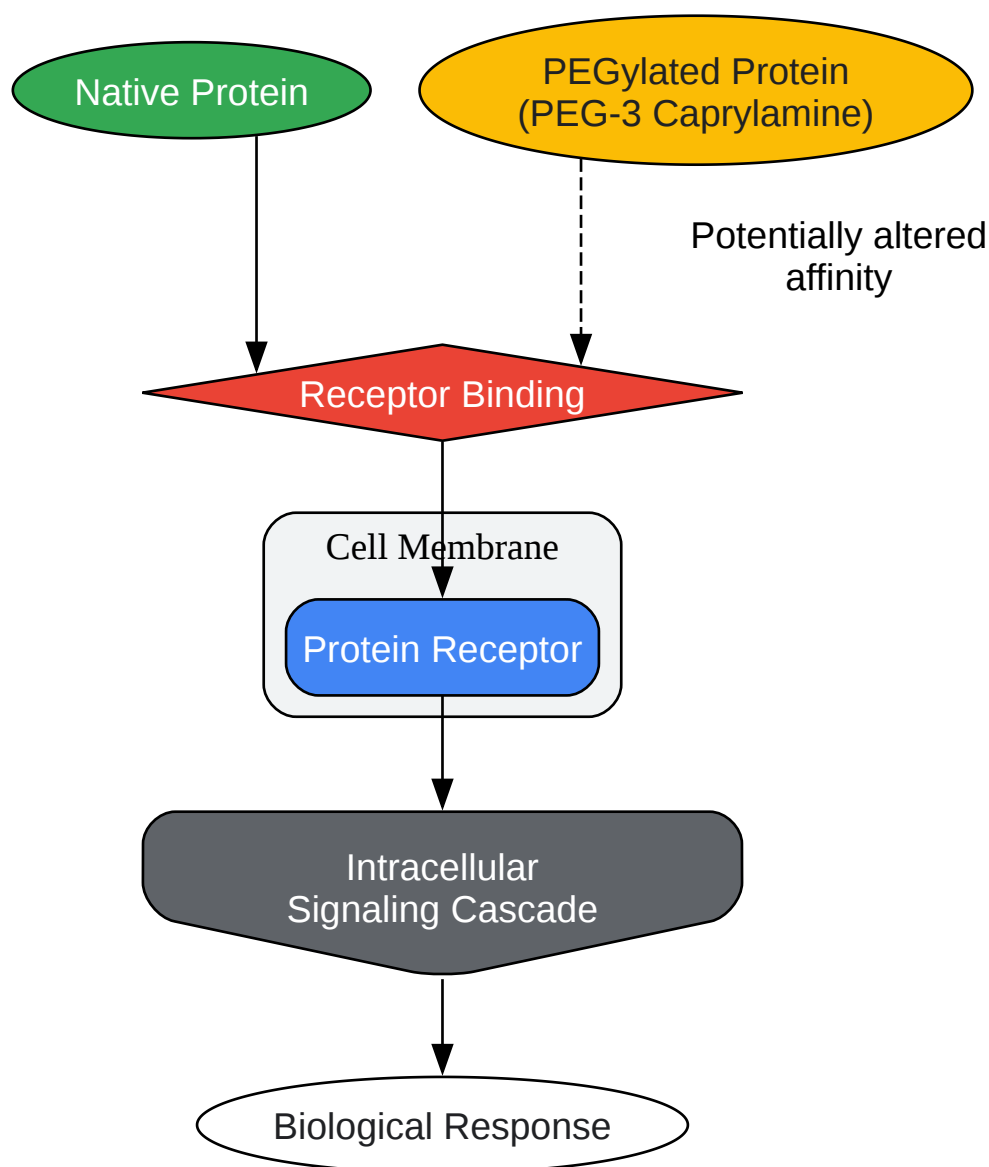 Native Protein
PEGylated Protein
(PEG-3 Caprylamine)
Potentially altered
affinity
Receptor Binding
Cell Membrane
Protein Receptor
Intracellular
Signaling Cascade
Biological Response